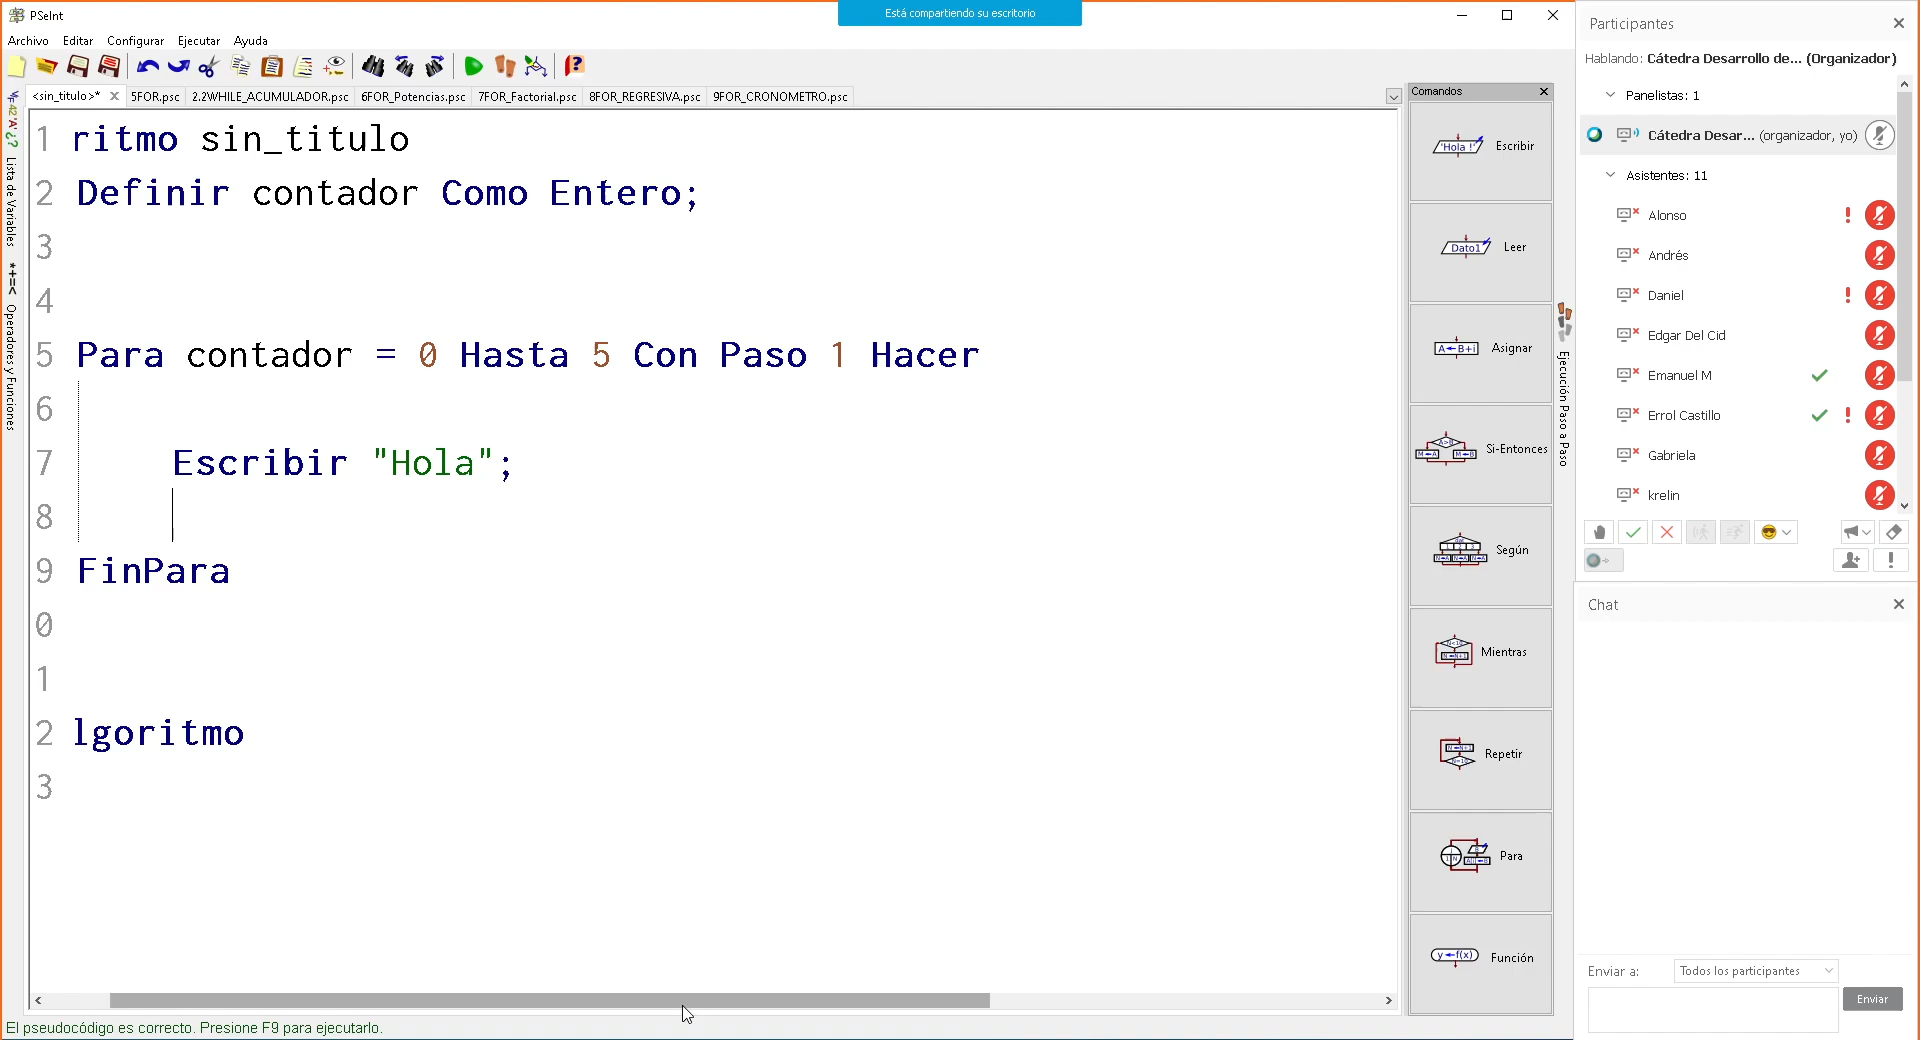 PSeInt
Está compartiendo su escritorio
Archivo Editar Configurar Ejecutar Ayuda
<sin_titulo>* 5FOR.psc 2.2WHILE_ACUMULADOR.psc 6FOR_Potencias.psc 7FOR_Factorial.psc 8FOR_REGRESIVA.psc 9FOR_CRONOMETRO.psc
Lista de Variables
*+=< Operadores y Funciones
1 ritmo sin_titulo
2 Definir contador Como Entero;
3
4
5 Para contador = 0 Hasta 5 Con Paso 1 Hacer
6
7 Escribir "Hola";
8
9 FinPara
0
1
2 lgoritmo
3
El pseudocódigo es correcto. Presione F9 para ejecutarlo.
Comandos
'Hola !' Escribir
Dato1 Leer
A←B+i Asignar
Si-Entonces
Según
Mientras
Repetir
Para
y←f(x) Función
Ejecución Paso a Paso
Participantes
Hablando: Cátedra Desarrollo de... (Organizador)
Panelistas: 1
Cátedra Desar... (organizador, yo)
Asistentes: 11
Alonso
Andrés
Daniel
Edgar Del Cid
Emanuel M
Errol Castillo
Gabriela
krelin
Chat
Enviar a: Todos los participantes
Enviar